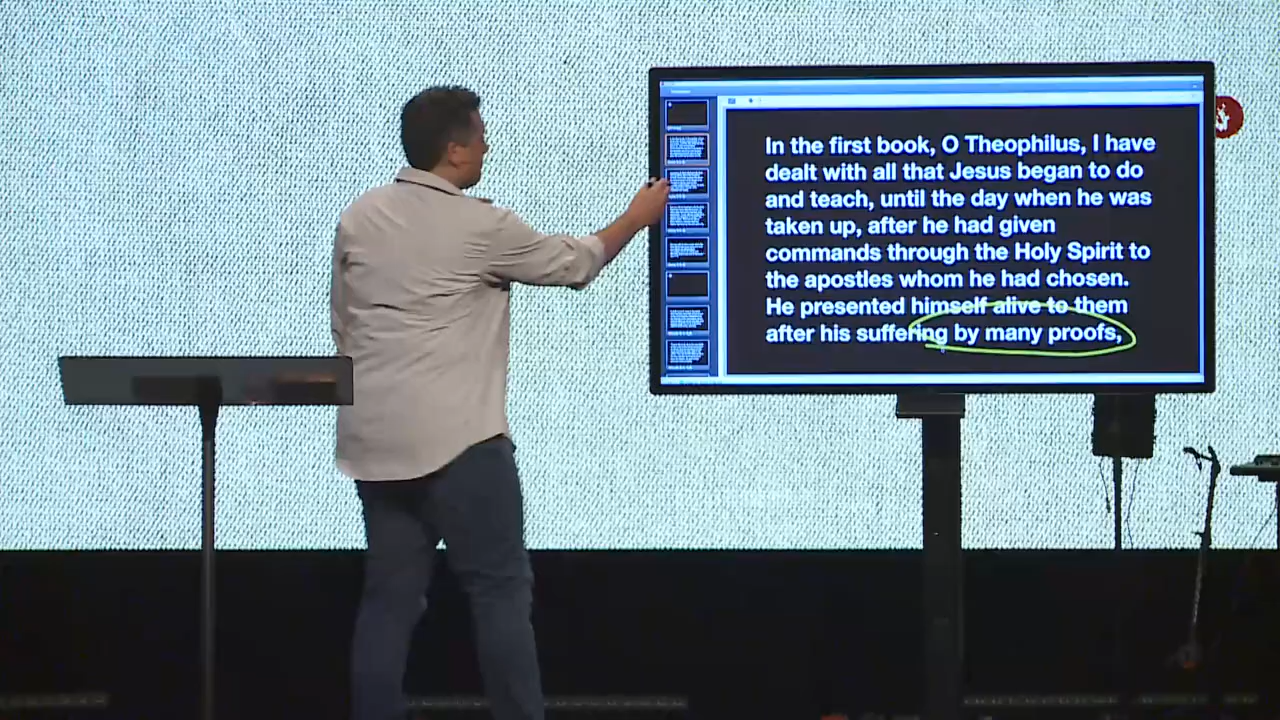 In the first book, O Theophilus, I have
dealt with all that Jesus began to do
and teach, until the day when he was
taken up, after he had given
commands through the Holy Spirit to
the apostles whom he had chosen.
He presented himself alive to them
after his suffering by many proofs,